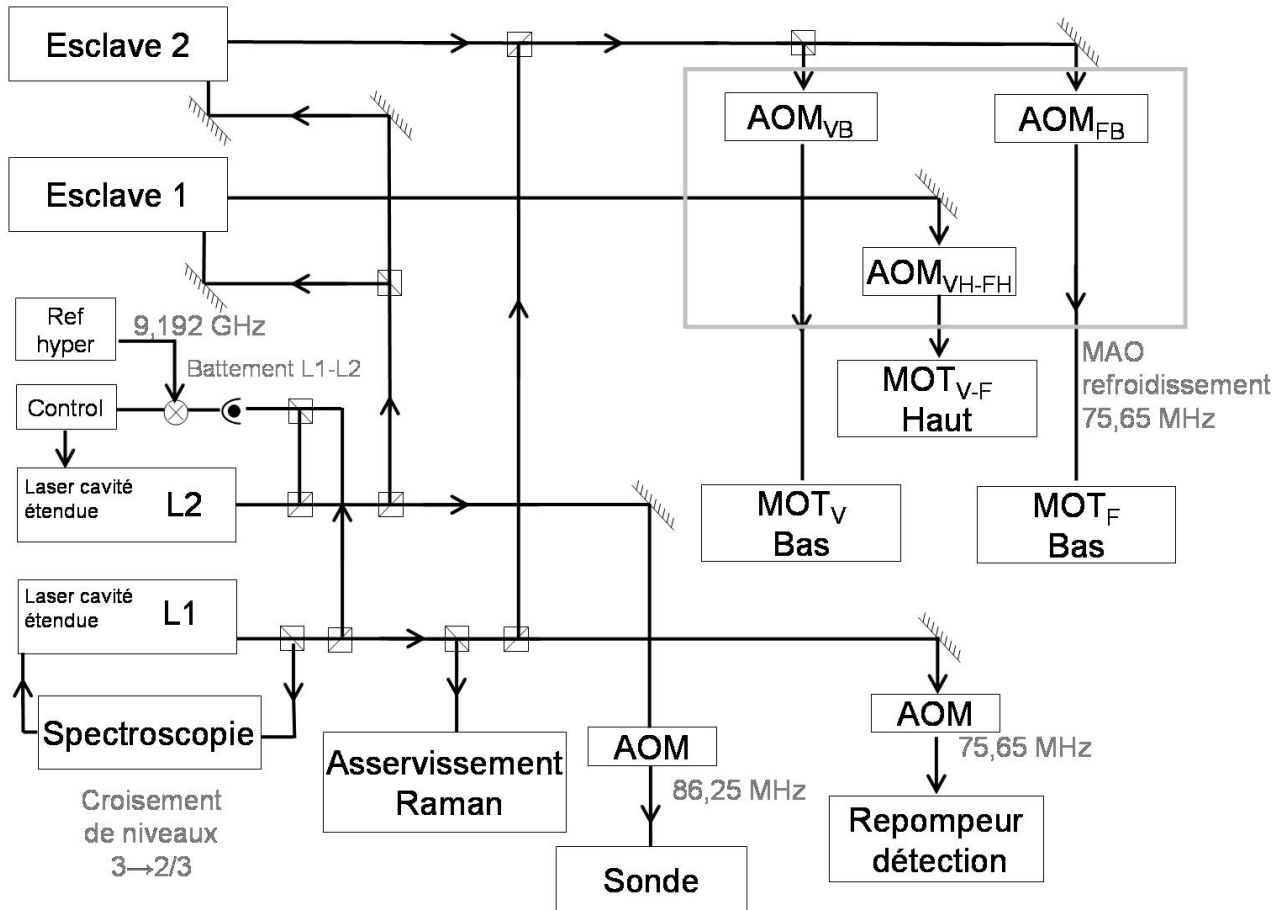 Esclave 2
AOM_VB
AOM_FB
Esclave 1
AOM_VH-FH
Ref
hyper
9,192 GHz
Battement L1-L2
MOT_V-F
Haut
MAO
refroidissement
75,65 MHz
Control
Laser cavité
étendue
L2
MOT_V
Bas
MOT_F
Bas
Laser cavité
étendue
L1
Spectroscopie
Croisement
de niveaux
3→2/3
Asservissement
Raman
AOM
86,25 MHz
Sonde
AOM
75,65 MHz
Repompeur
détection